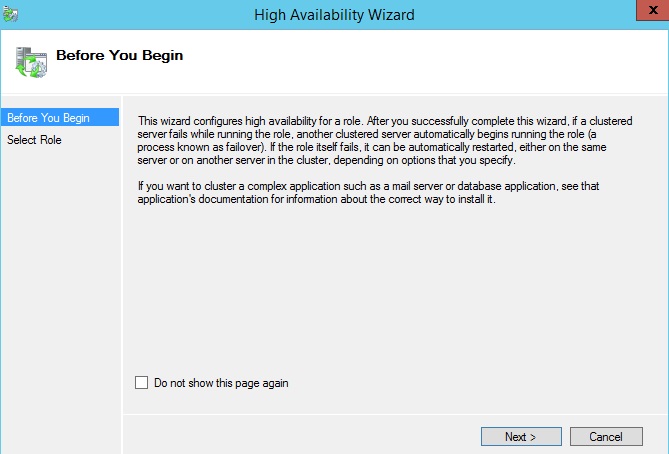 High Availability Wizard
x
Before You Begin
Before You Begin
Select Role
This wizard configures high availability for a role. After you successfully complete this wizard, if a clustered
server fails while running the role, another clustered server automatically begins running the role (a
process known as failover). If the role itself fails, it can be automatically restarted, either on the same
server or on another server in the cluster, depending on options that you specify.
If you want to cluster a complex application such as a mail server or database application, see that
application's documentation for information about the correct way to install it.
Do not show this page again
Next >
Cancel